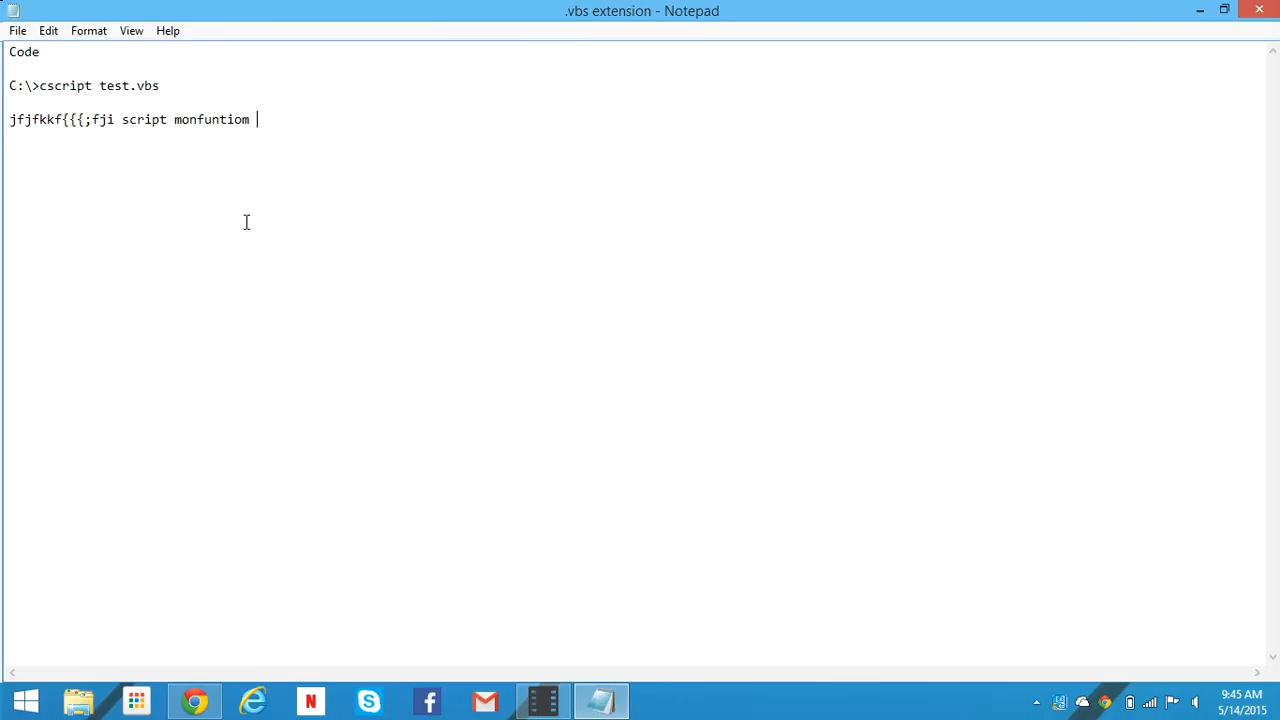 .vbs extension - Notepad
File Edit Format View Help
Code
C:\>cscript test.vbs
jfjfkkf{{{;fji script monfuntiom
N
S
f
9:45 AM
5/14/2015